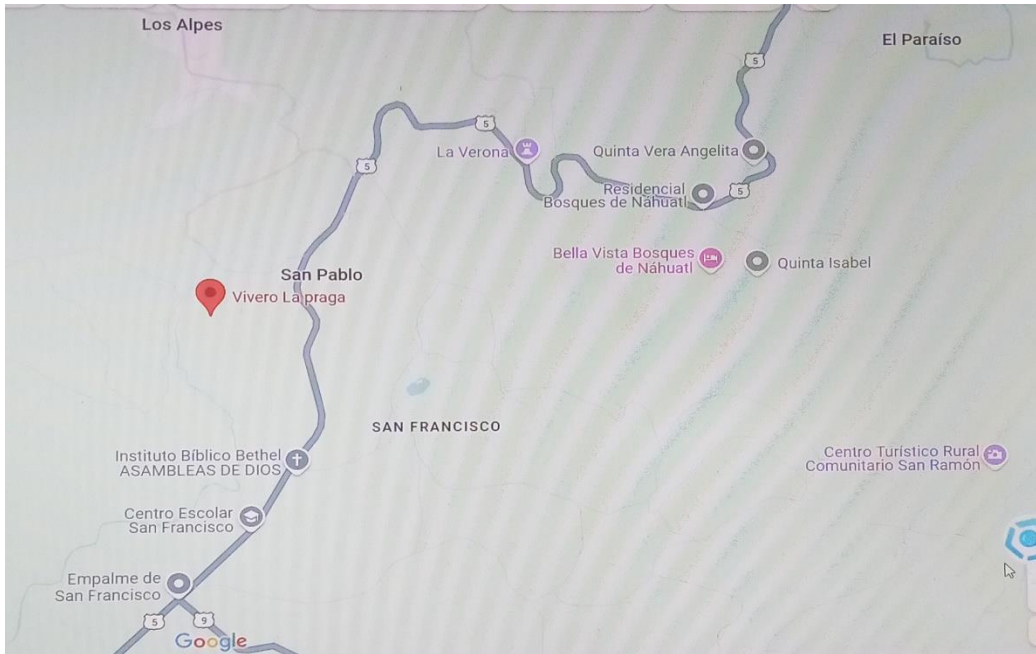 Los Alpes
El Paraíso
5
5
La Verona
Quinta Vera Angelita
5
Residencial
Bosques de Náhuatl
5
San Pablo
Vivero La praga
Bella Vista Bosques
de Náhuatl
Quinta Isabel
SAN FRANCISCO
Instituto Bíblico Bethel
ASAMBLEAS DE DIOS
Centro Turístico Rural
Comunitario San Ramón
Centro Escolar
San Francisco
Empalme de
San Francisco
5
9
Google